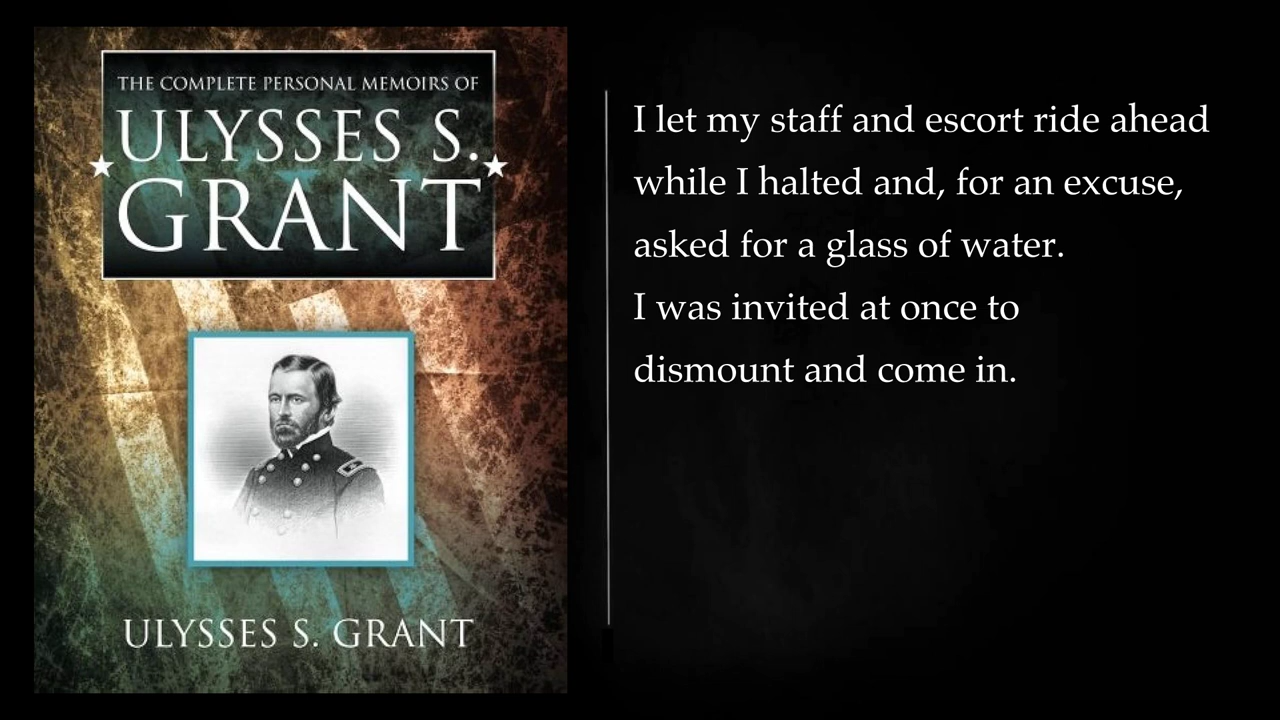 THE COMPLETE PERSONAL MEMOIRS OF
ULYSSES S.
GRANT
ULYSSES S. GRANT
I let my staff and escort ride ahead
while I halted and, for an excuse,
asked for a glass of water.
I was invited at once to
dismount and come in.